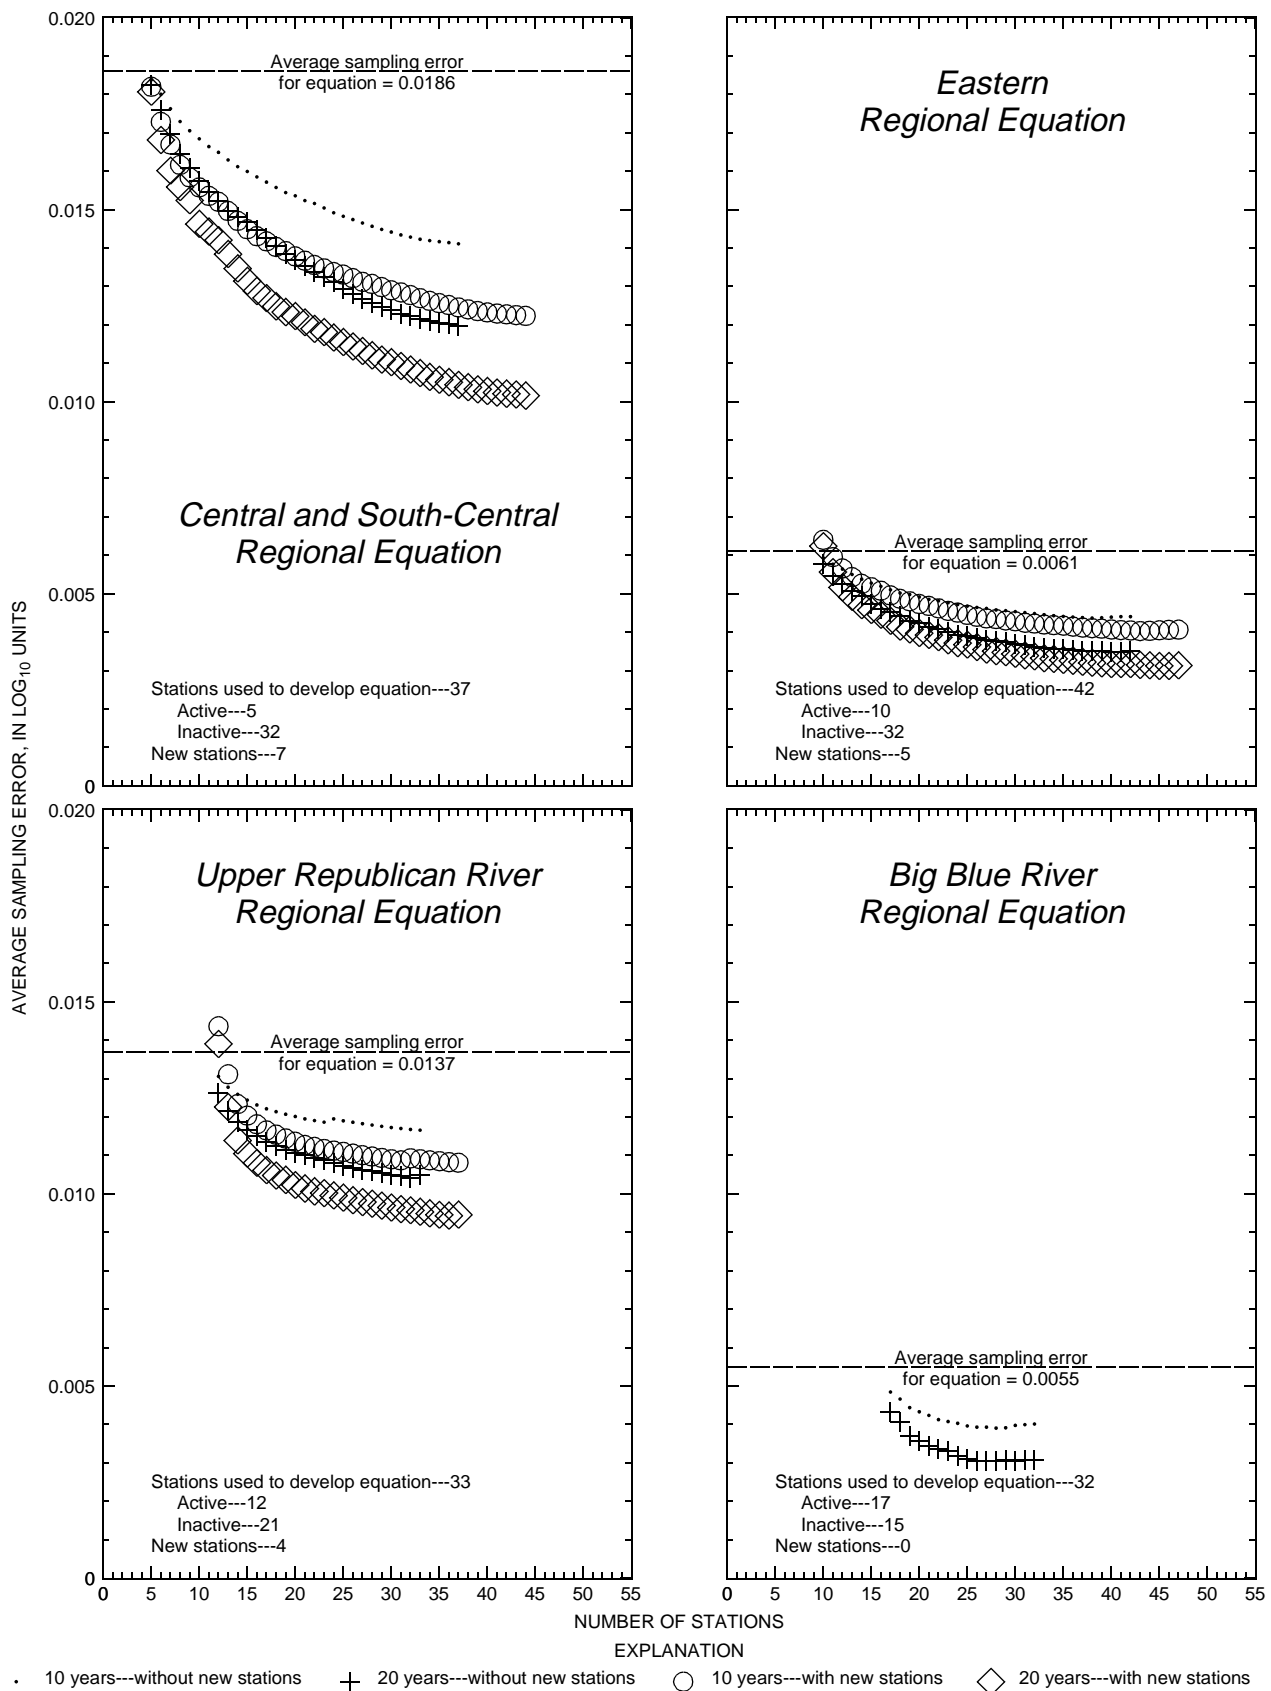 AVERAGE SAMPLING ERROR, IN LOG10 UNITS
0.020
0.015
0.010
0.005
0
Average sampling error
for equation = 0.0186
Central and South-Central
Regional Equation
Stations used to develop equation---37
Active---5
Inactive---32
New stations---7
Eastern
Regional Equation
Average sampling error
for equation = 0.0061
Stations used to develop equation---42
Active---10
Inactive---32
New stations---5
0.020
0.015
0.010
0.005
0
Upper Republican River
Regional Equation
Average sampling error
for equation = 0.0137
Stations used to develop equation---33
Active---12
Inactive---21
New stations---4
0 5 10 15 20 25 30 35 40 45 50 55
Big Blue River
Regional Equation
Average sampling error
for equation = 0.0055
Stations used to develop equation---32
Active---17
Inactive---15
New stations---0
0 5 10 15 20 25 30 35 40 45 50 55
NUMBER OF STATIONS
EXPLANATION
10 years---without new stations 20 years---without new stations 10 years---with new stations 20 years---with new stations